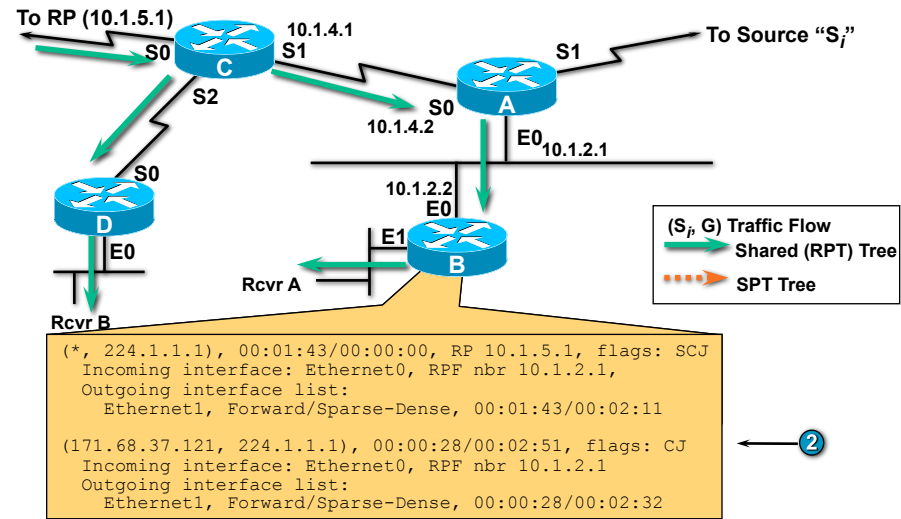 To RP (10.1.5.1)
10.1.4.1
S0
S1
C
S2
To Source “Si”
S1
A
S0
10.1.4.2
E0
10.1.2.1
S0
D
E0
Rcvr B
10.1.2.2
E0
E1
B
Rcvr A
(Si, G) Traffic Flow
Shared (RPT) Tree
SPT Tree
(*, 224.1.1.1), 00:01:43/00:00:00, RP 10.1.5.1, flags: SCJ
Incoming interface: Ethernet0, RPF nbr 10.1.2.1,
Outgoing interface list:
Ethernet1, Forward/Sparse-Dense, 00:01:43/00:02:11
(171.68.37.121, 224.1.1.1), 00:00:28/00:02:51, flags: CJ
Incoming interface: Ethernet0, RPF nbr 10.1.2.1
Outgoing interface list:
Ethernet1, Forward/Sparse-Dense, 00:00:28/00:02:32
2